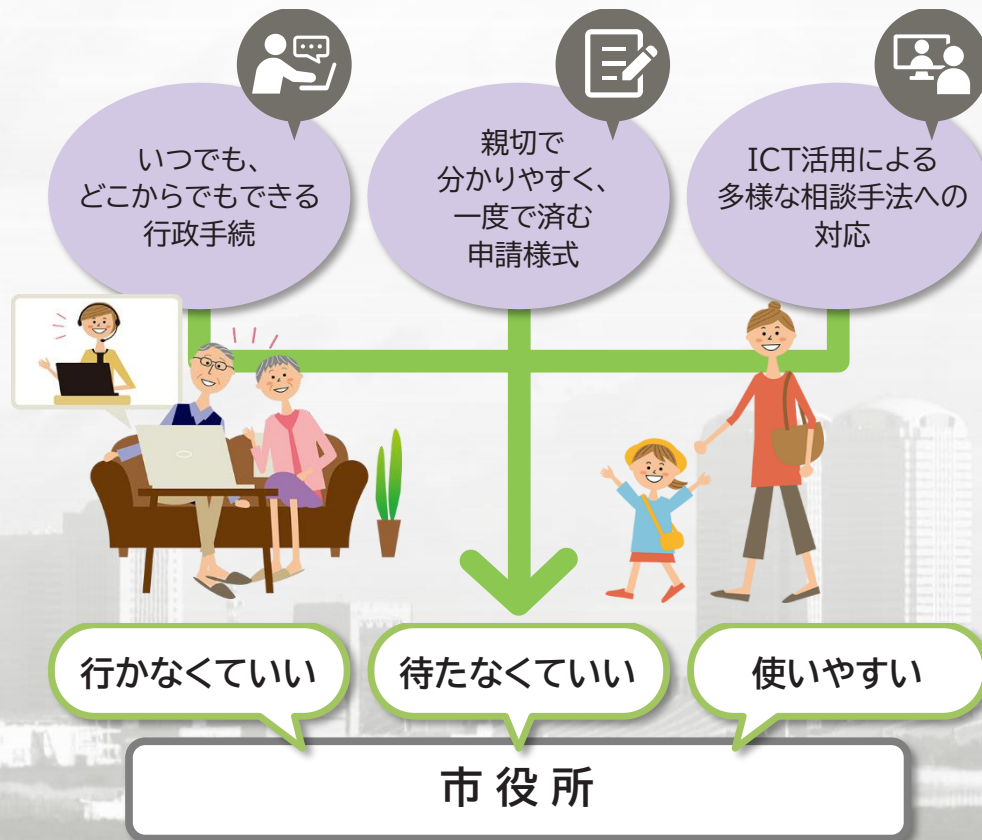 いつでも、
どこからでもできる
行政手続
親切で
分かりやすく、
一度で済む
申請様式
ICT活用による
多様な相談手法への
対応
行かなくていい
待たなくていい
使いやすい
市役所